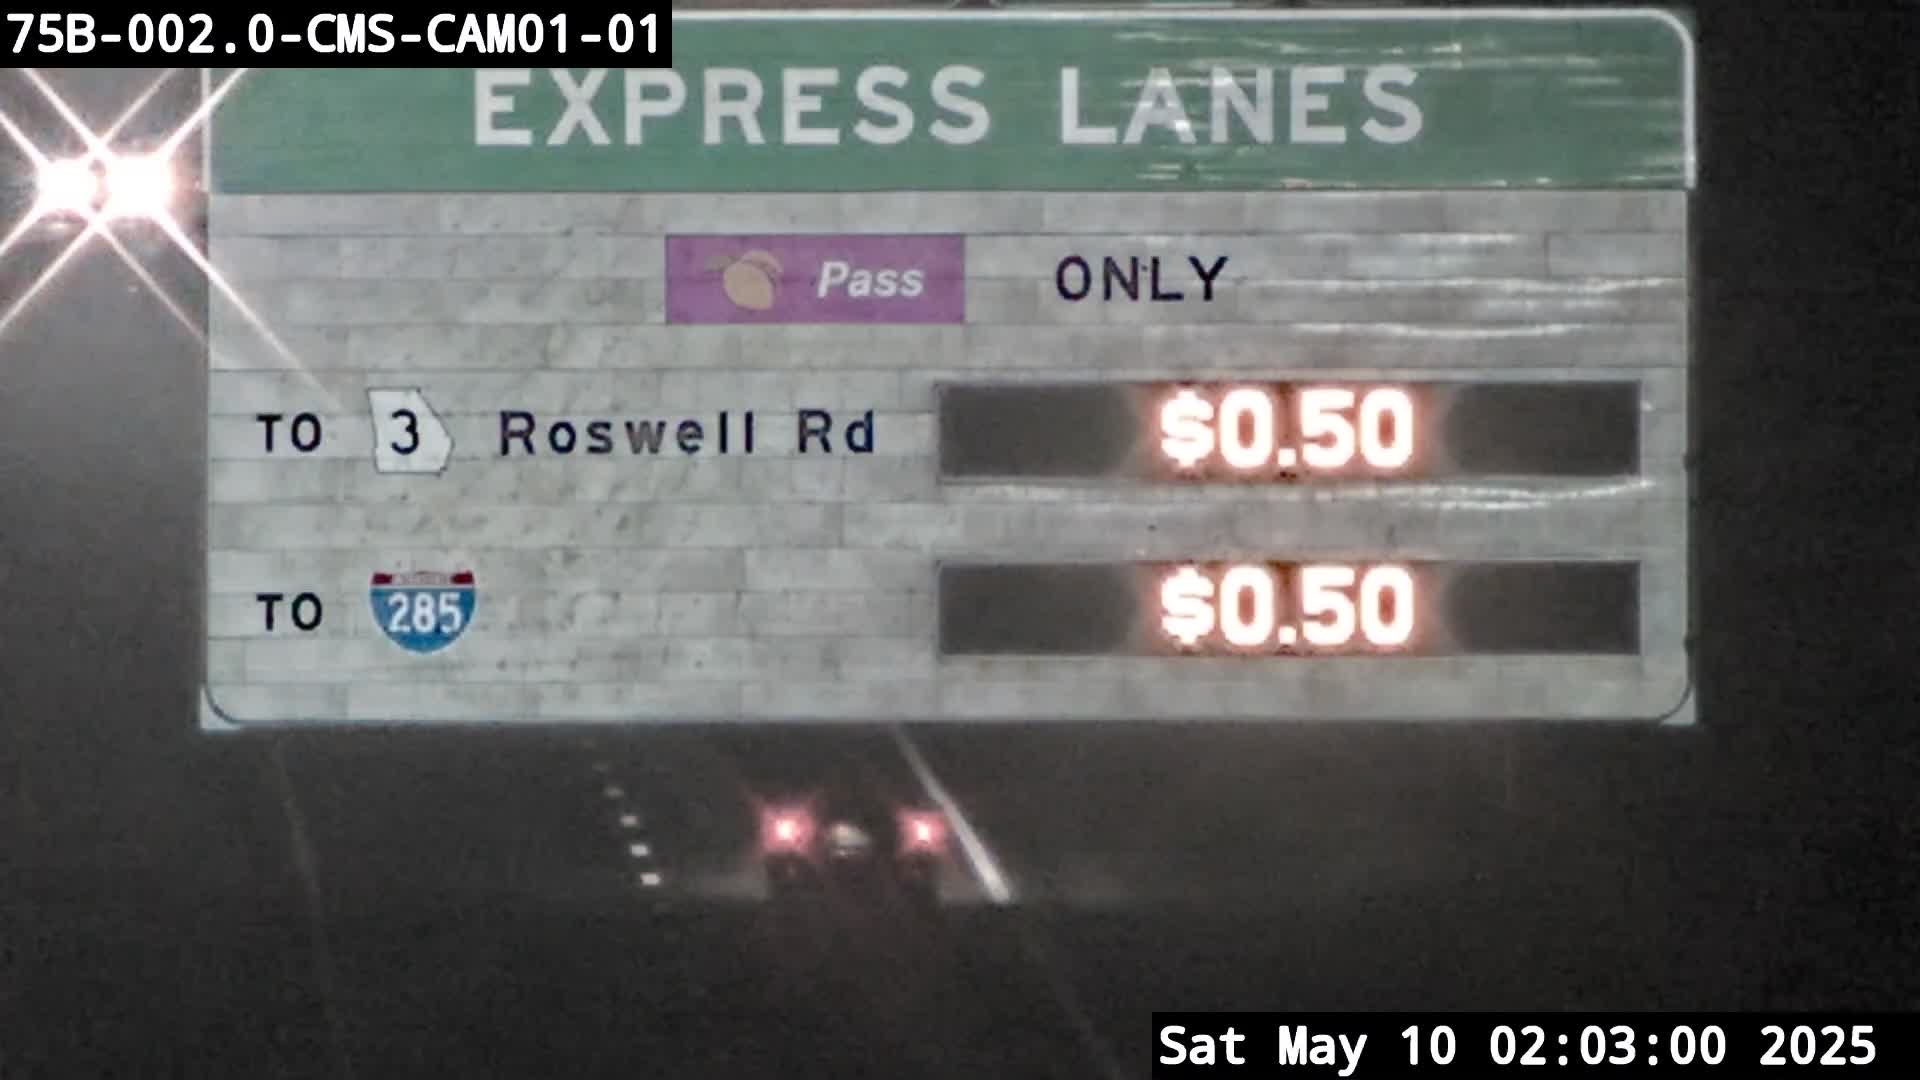 75B-002.0-CMS-CAM01-01
EXPRESS LANES
Pass ONLY
TO 3 Roswell Rd $0.50
TO 285 $0.50
Sat May 10 02:03:00 2025